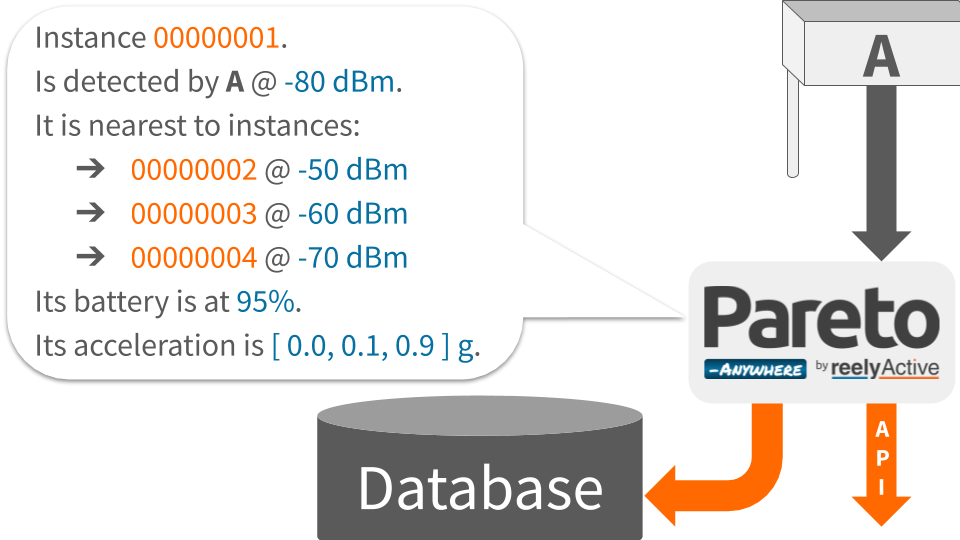 Instance 00000001.
Is detected by A @ -80 dBm.
It is nearest to instances:
➔ 00000002 @ -50 dBm
➔ 00000003 @ -60 dBm
➔ 00000004 @ -70 dBm
Its battery is at 95%.
Its acceleration is [ 0.0, 0.1, 0.9 ] g.
A
Pareto
-ANYWHERE by reelyActive
Database
API